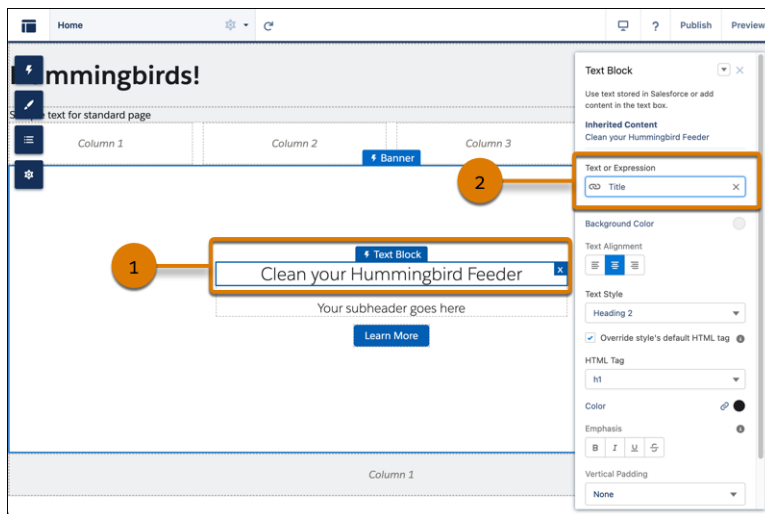 Home
?
Publish
Preview
mmingbirds!
text for standard page
Column 1
Column 2
Column 3
Banner
1
Text Block
Clean your Hummingbird Feeder
x
Your subheader goes here
Learn More
Column 1
Text Block
Use text stored in Salesforce or add
content in the text box.
Inherited Content
Clean your Hummingbird Feeder
2
Text or Expression
Title
Background Color
Text Alignment
Text Style
Heading 2
Override style's default HTML tag
HTML Tag
h1
Color
Emphasis
B I U S
Vertical Padding
None